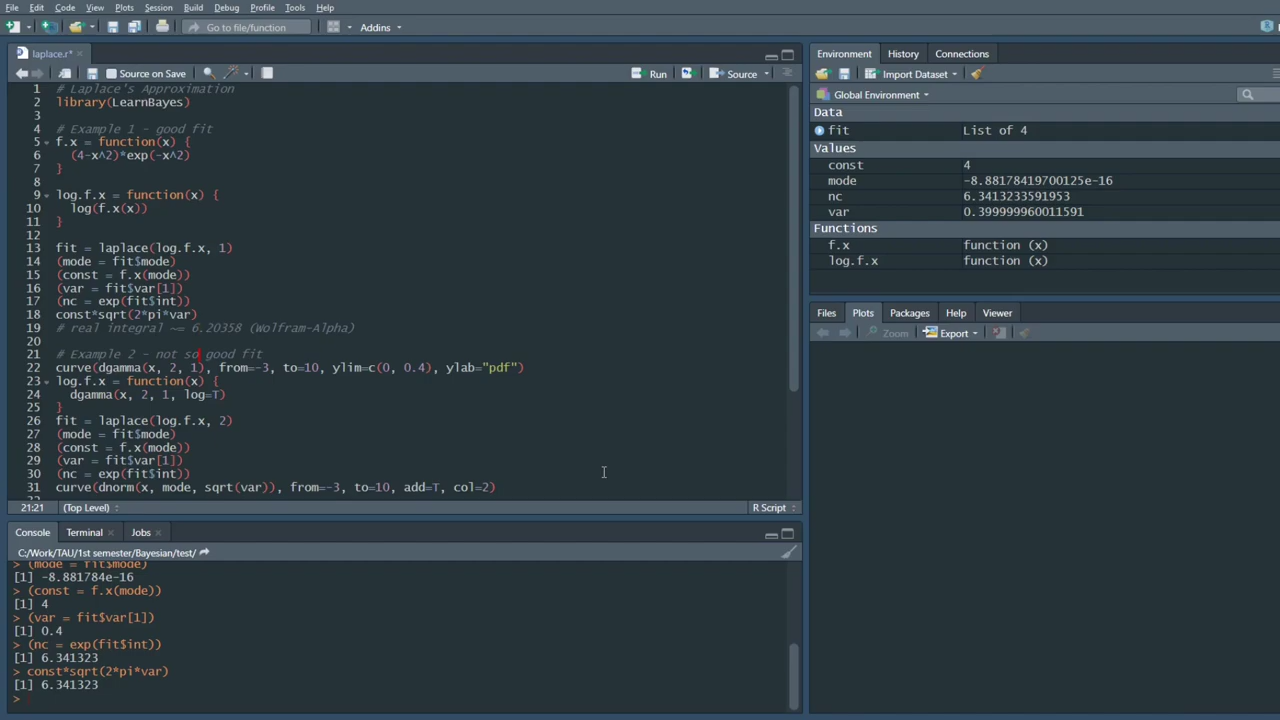 File Edit Code View Plots Session Build Debug Profile Tools Help
Go to file/function Addins
laplace.r*
Source on Save Run Source
1 # Laplace's Approximation
2 library(LearnBayes)
3
4 # Example 1 - good fit
5 f.x = function(x) {
6 (4-x^2)*exp(-x^2)
7 }
8
9 log.f.x = function(x) {
10 log(f.x(x))
11 }
12
13 fit = laplace(log.f.x, 1)
14 (mode = fit$mode)
15 (const = f.x(mode))
16 (var = fit$var[1])
17 (nc = exp(fit$int))
18 const*sqrt(2*pi*var)
19 # real integral ~= 6.20358 (Wolfram-Alpha)
20
21 # Example 2 - not so good fit
22 curve(dgamma(x, 2, 1), from=-3, to=10, ylim=c(0, 0.4), ylab="pdf")
23 log.f.x = function(x) {
24 dgamma(x, 2, 1, log=T)
25 }
26 fit = laplace(log.f.x, 2)
27 (mode = fit$mode)
28 (const = f.x(mode))
29 (var = fit$var[1])
30 (nc = exp(fit$int))
31 curve(dnorm(x, mode, sqrt(var)), from=-3, to=10, add=T, col=2)
21:21 (Top Level) R Script
Console Terminal Jobs
C:/Work/TAU/1st semester/Bayesian/test/
> (mode = fit$mode)
[1] -8.881784e-16
> (const = f.x(mode))
[1] 4
> (var = fit$var[1])
[1] 0.4
> (nc = exp(fit$int))
[1] 6.341323
> const*sqrt(2*pi*var)
[1] 6.341323
>
Environment History Connections
Import Dataset
Global Environment
Data
fit List of 4
Values
const 4
mode -8.88178419700125e-16
nc 6.3413233591953
var 0.399999960011591
Functions
f.x function (x)
log.f.x function (x)
Files Plots Packages Help Viewer
Zoom Export